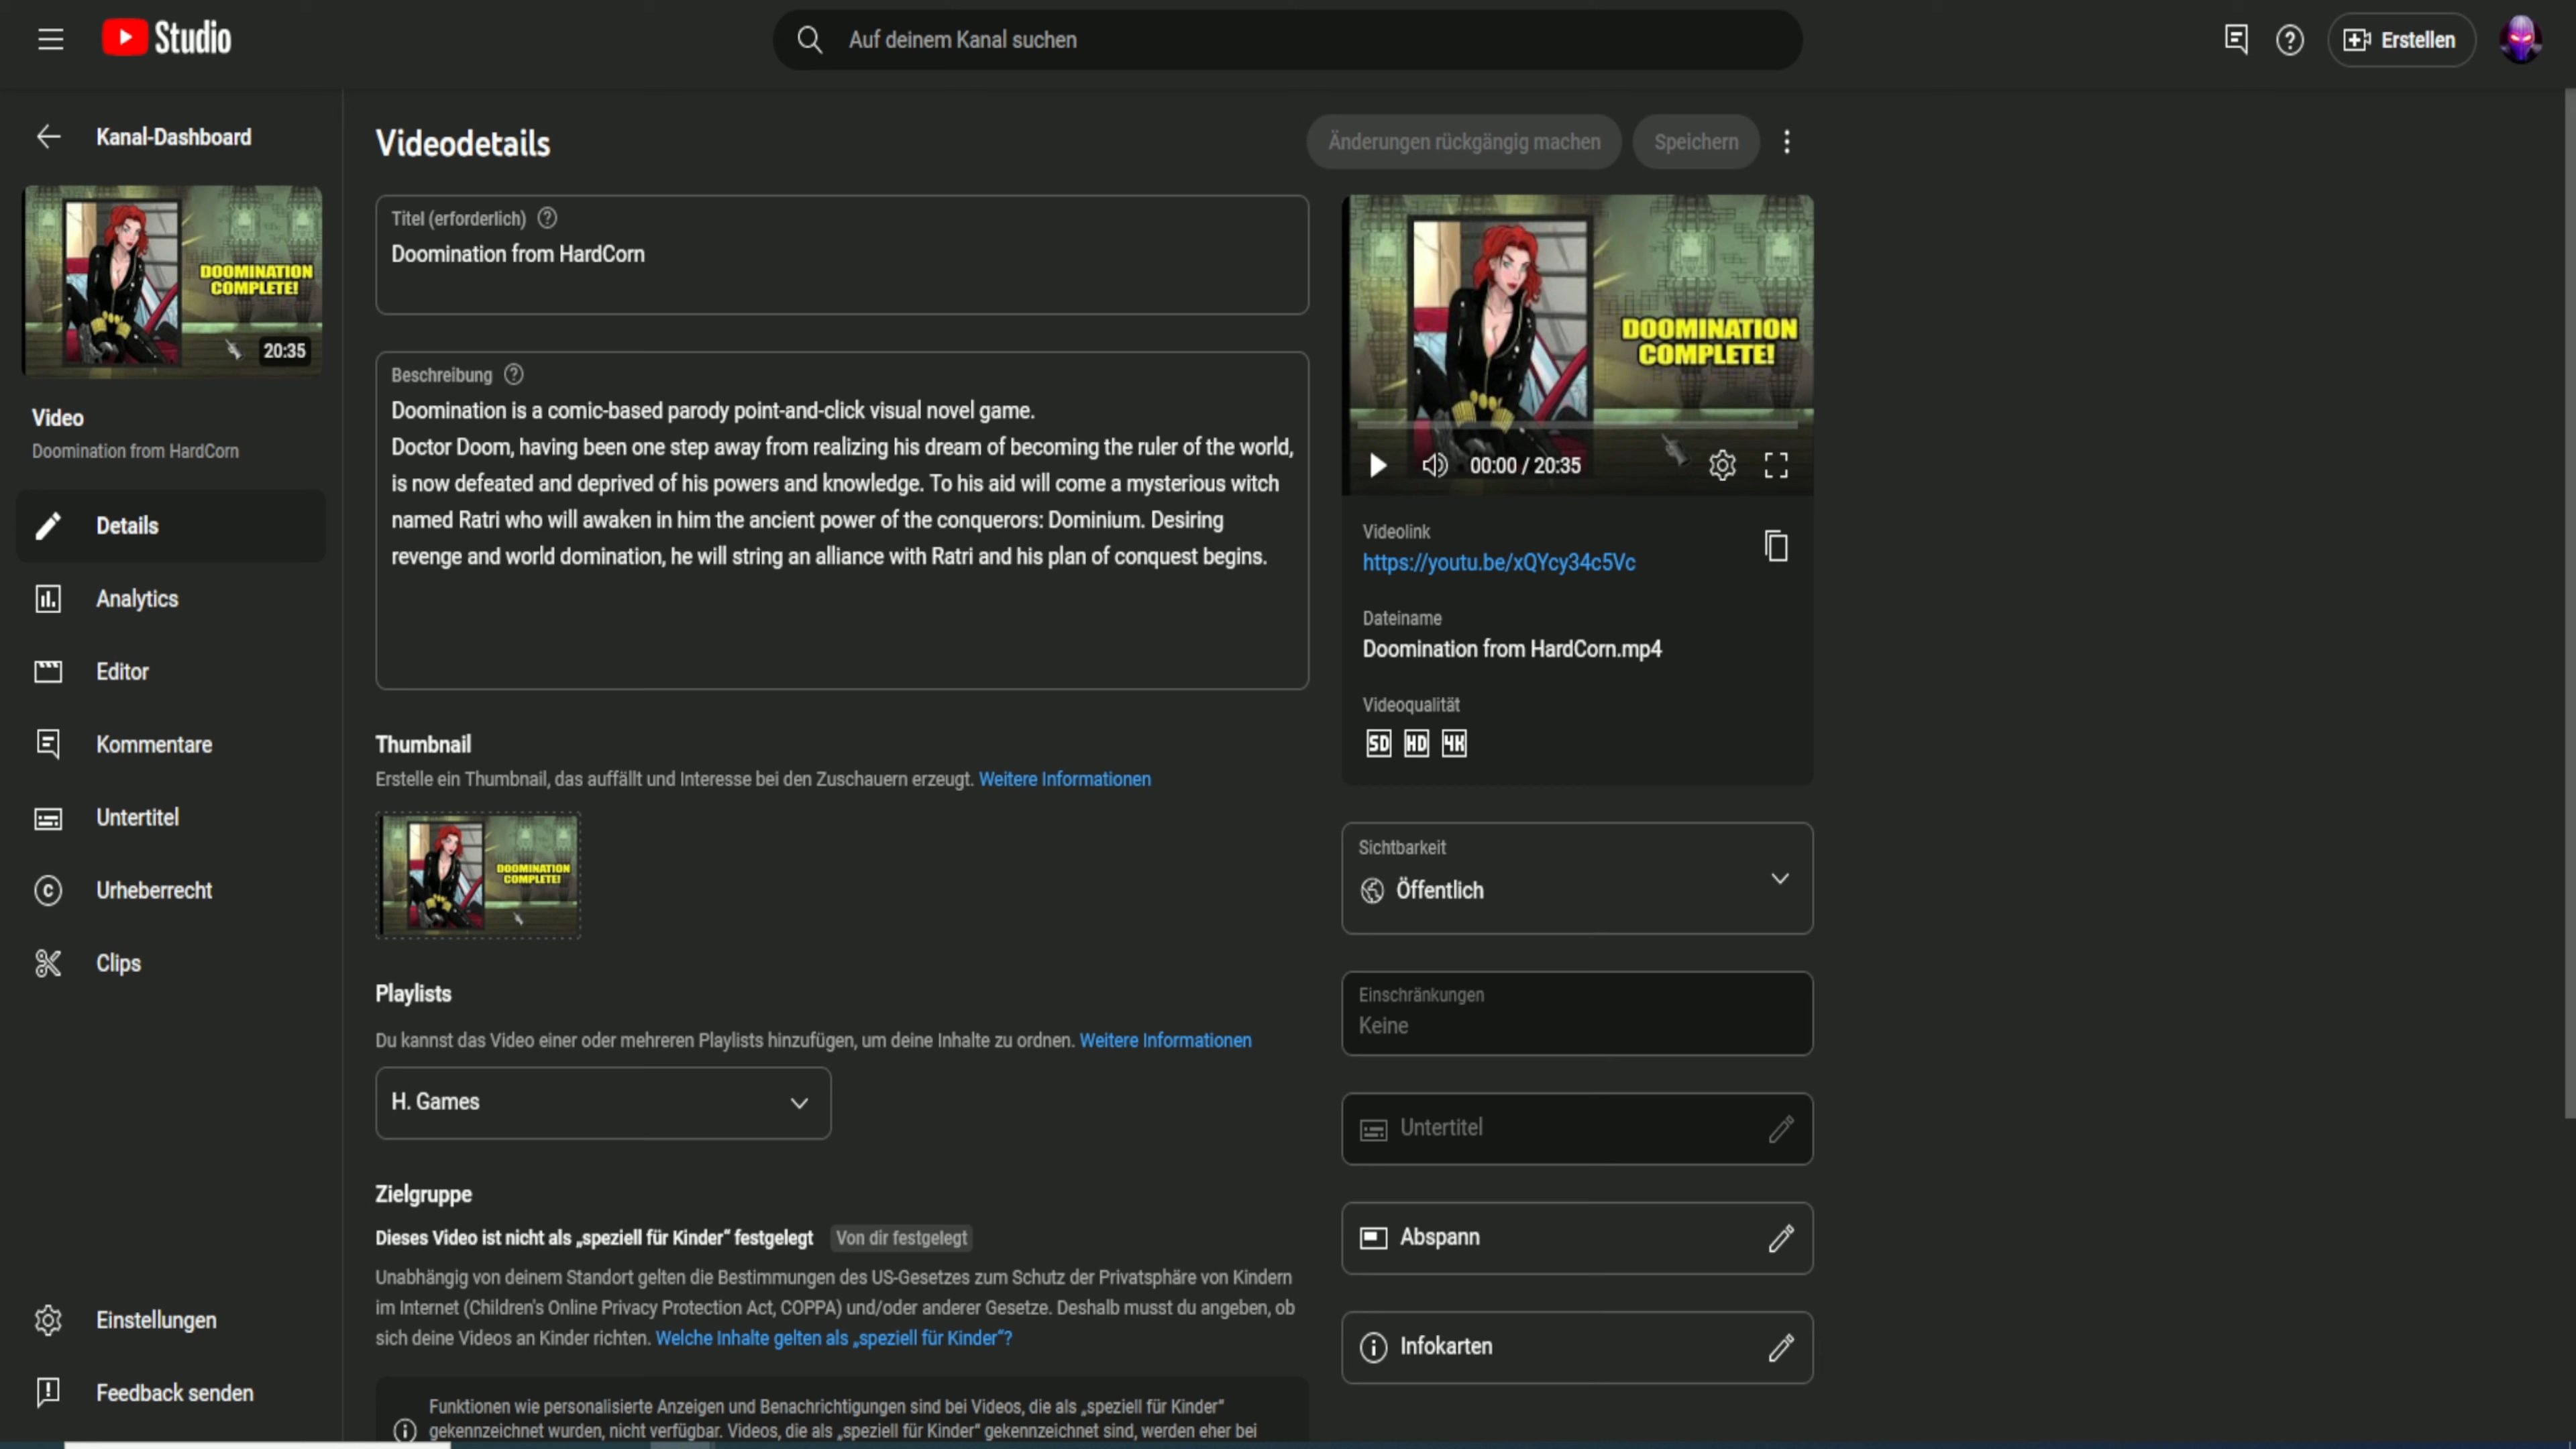 Studio
Auf deinem Kanal suchen
Erstellen
Kanal-Dashboard
DOOMINATION
COMPLETE!
20:35
Video
Doomination from HardCorn
Details
Analytics
Editor
Kommentare
Untertitel
Urheberrecht
Clips
Einstellungen
Feedback senden
Videodetails
Änderungen rückgängig machen
Speichern
Titel (erforderlich)
Doomination from HardCorn
Beschreibung
Doomination is a comic-based parody point-and-click visual novel game.
Doctor Doom, having been one step away from realizing his dream of becoming the ruler of the world,
is now defeated and deprived of his powers and knowledge. To his aid will come a mysterious witch
named Ratri who will awaken in him the ancient power of the conquerors: Dominium. Desiring
revenge and world domination, he will string an alliance with Ratri and his plan of conquest begins.
Thumbnail
Erstelle ein Thumbnail, das auffällt und Interesse bei den Zuschauern erzeugt. Weitere Informationen
DOOMINATION
COMPLETE!
Playlists
Du kannst das Video einer oder mehreren Playlists hinzufügen, um deine Inhalte zu ordnen. Weitere Informationen
H. Games
Zielgruppe
Dieses Video ist nicht als „speziell für Kinder“ festgelegt Von dir festgelegt
Unabhängig von deinem Standort gelten die Bestimmungen des US-Gesetzes zum Schutz der Privatsphäre von Kindern
im Internet (Children's Online Privacy Protection Act, COPPA) und/oder anderer Gesetze. Deshalb musst du angeben, ob
sich deine Videos an Kinder richten. Welche Inhalte gelten als „speziell für Kinder“?
Funktionen wie personalisierte Anzeigen und Benachrichtigungen sind bei Videos, die als „speziell für Kinder“
gekennzeichnet wurden, nicht verfügbar. Videos, die als „speziell für Kinder“ gekennzeichnet sind, werden eher bei
DOOMINATION
COMPLETE!
00:00 / 20:35
Videolink
https://youtu.be/xQYcy34c5Vc
Dateiname
Doomination from HardCorn.mp4
Videoqualität
SD HD 4K
Sichtbarkeit
Öffentlich
Einschränkungen
Keine
Untertitel
Abspann
Infokarten